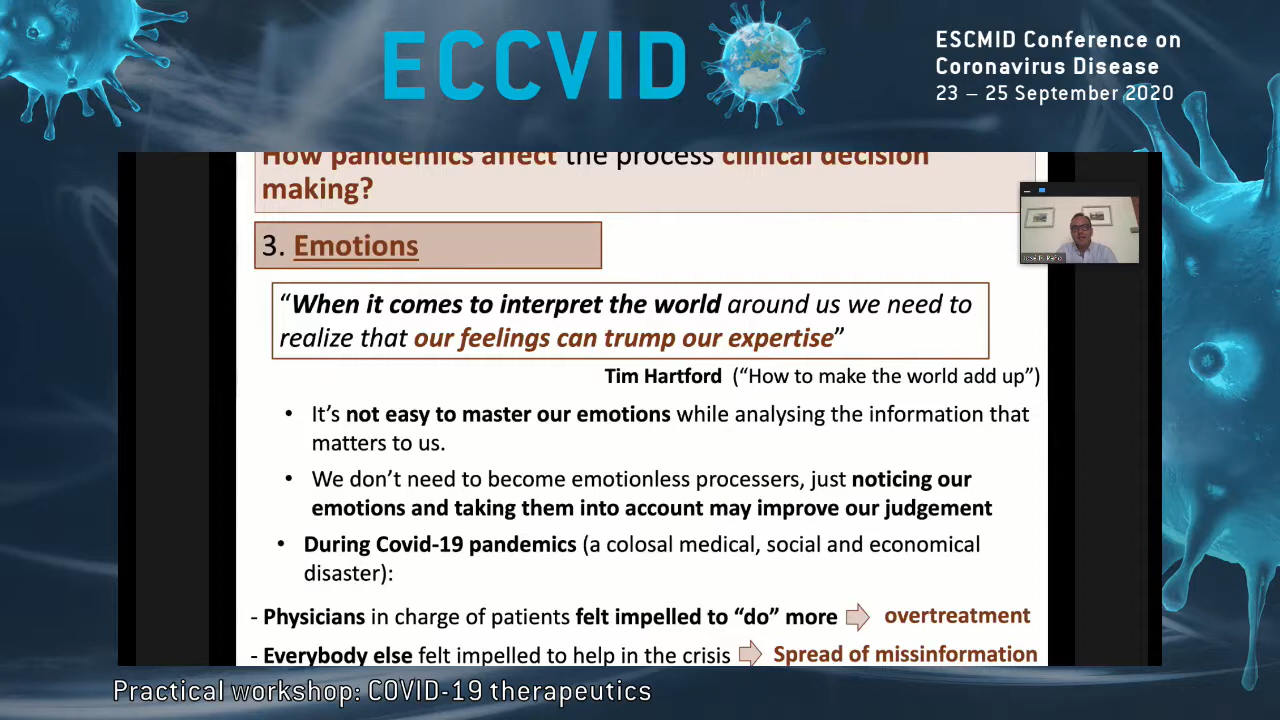 ECCVID
ESCMID Conference on
Coronavirus Disease
23 – 25 September 2020
How pandemics affect the process clinical decision
making?
3. Emotions
“When it comes to interpret the world around us we need to
realize that our feelings can trump our expertise”
Tim Hartford (“How to make the world add up”)
• It’s not easy to master our emotions while analysing the information that
matters to us.
• We don’t need to become emotionless processers, just noticing our
emotions and taking them into account may improve our judgement
• During Covid-19 pandemics (a colosal medical, social and economical
disaster):
- Physicians in charge of patients felt impelled to “do” more overtreatment
- Everybody else felt impelled to help in the crisis Spread of missinformation
Practical workshop: COVID-19 therapeutics